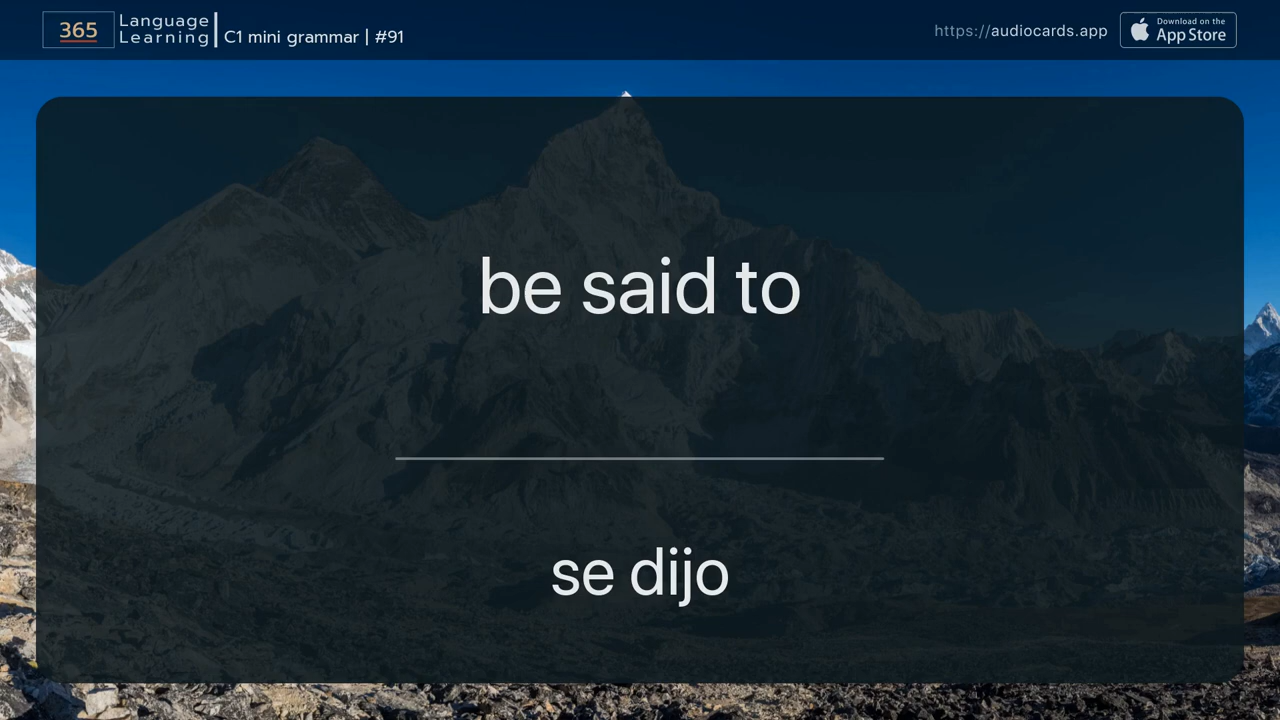 365
Language
Learning
C1 mini grammar | #91
https://audiocards.app
Download on the
App Store
be said to
se dijo